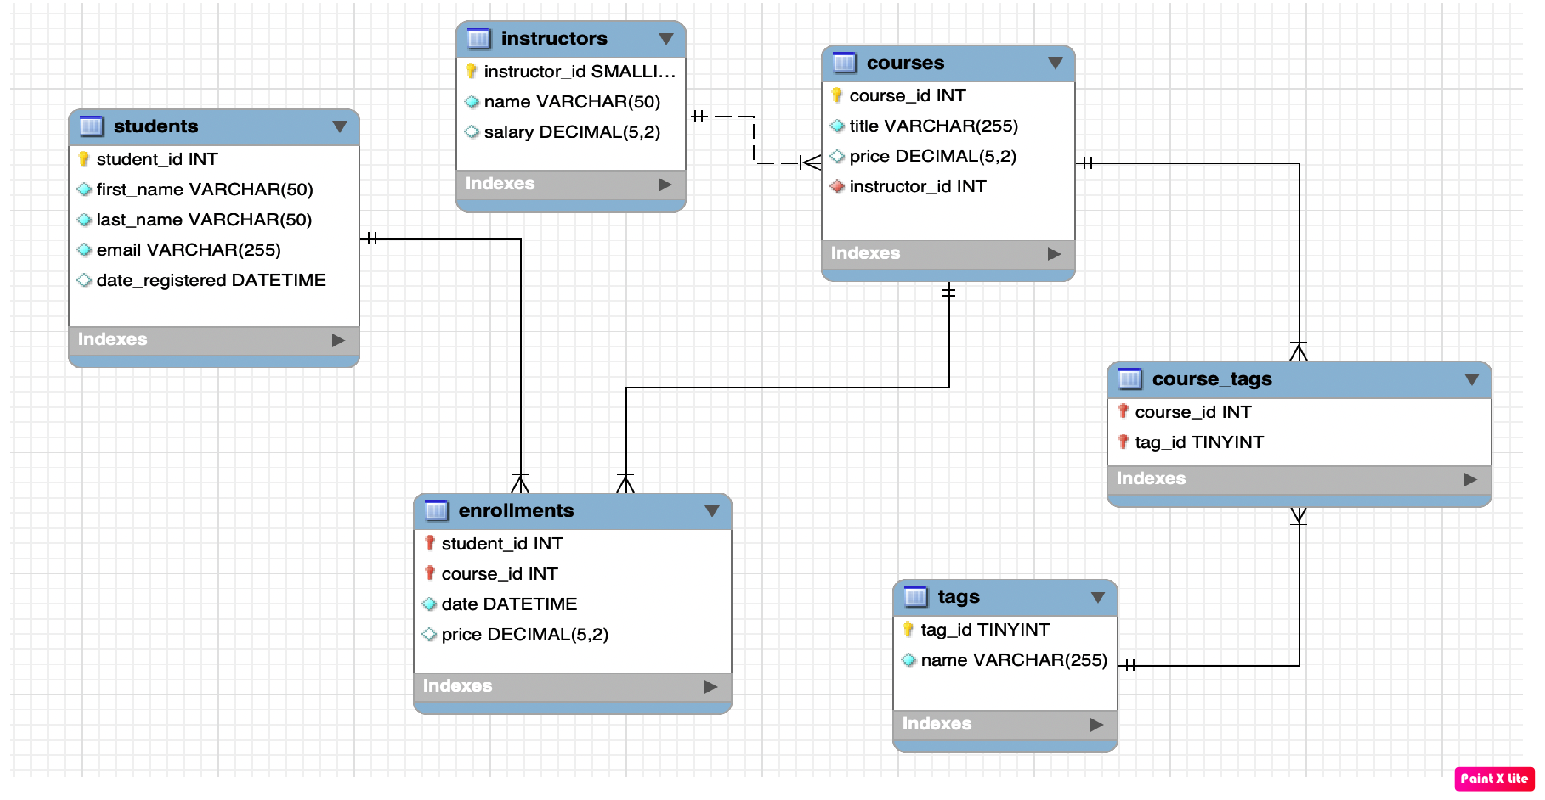 instructors
instructor_id SMALLI...
name VARCHAR(50)
salary DECIMAL(5,2)
Indexes
courses
course_id INT
title VARCHAR(255)
price DECIMAL(5,2)
instructor_id INT
Indexes
students
student_id INT
first_name VARCHAR(50)
last_name VARCHAR(50)
email VARCHAR(255)
date_registered DATETIME
Indexes
course_tags
course_id INT
tag_id TINYINT
Indexes
enrollments
student_id INT
course_id INT
date DATETIME
price DECIMAL(5,2)
Indexes
tags
tag_id TINYINT
name VARCHAR(255)
Indexes
Paint X lite